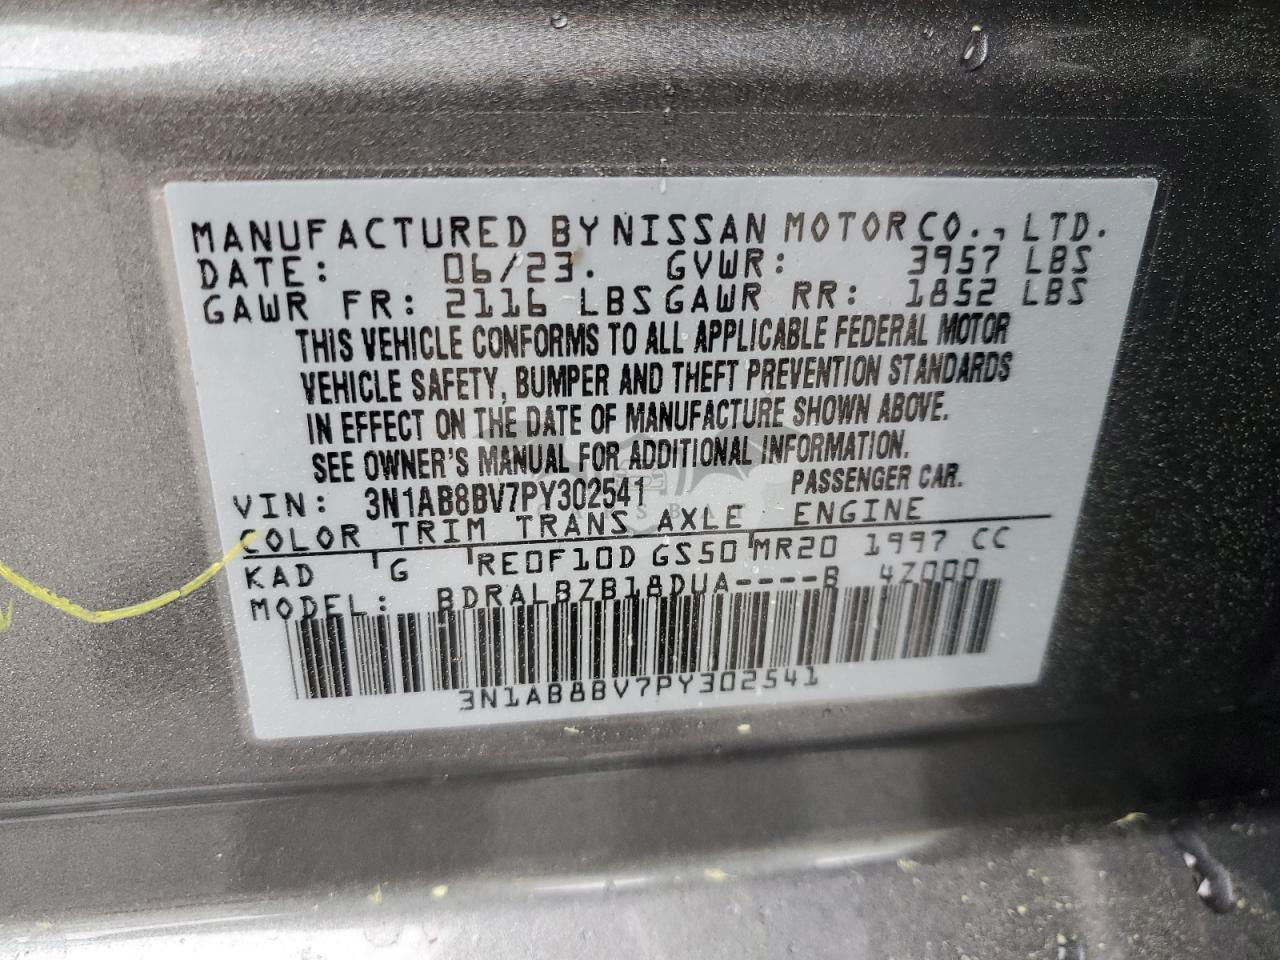 MANUFACTURED BY NISSAN MOTOR CO., LTD.
DATE: 06/23. GVWR: 3957 LBS
GAWR FR: 2116 LBS GAWR RR: 1852 LBS
THIS VEHICLE CONFORMS TO ALL APPLICABLE FEDERAL MOTOR
VEHICLE SAFETY, BUMPER AND THEFT PREVENTION STANDARDS
IN EFFECT ON THE DATE OF MANUFACTURE SHOWN ABOVE.
SEE OWNER'S MANUAL FOR ADDITIONAL INFORMATION.
VIN: 3N1AB8BV7PY302541 PASSENGER CAR.
COLOR TRIM TRANS AXLE ENGINE
KAD G RE0F10D GS50 MR20 1997 CC
MODEL: BDRALBZB18DUA----B 4Z000
3N1AB8BV7PY302541